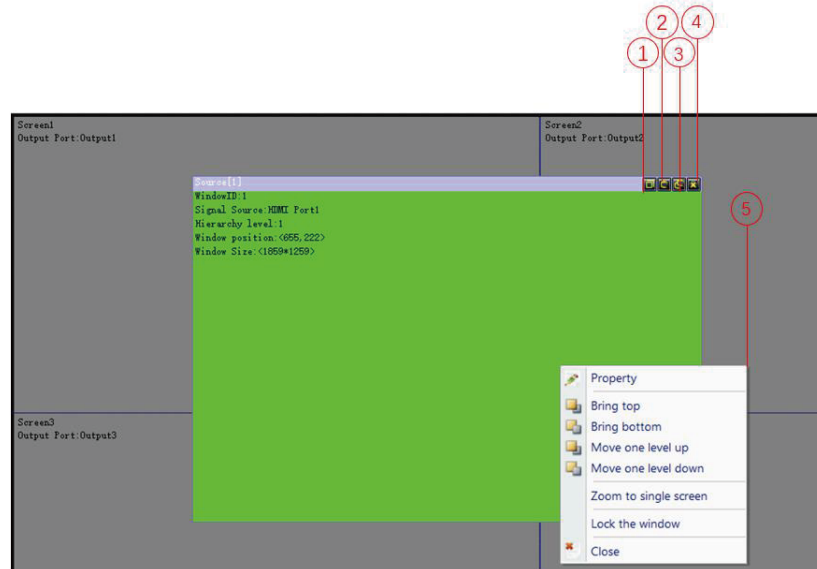 2
4
1
3
Screen1
Output Port:Output1
Screen2
Output Port:Output2
Source[1]
WindowID:1
Signal Source:HDMI Port1
Hierarchy level:1
Window position:<655,222>
Window Size:<1859*1259>
5
Property
Bring top
Bring bottom
Move one level up
Move one level down
Zoom to single screen
Lock the window
Close
Screen3
Output Port:Output3